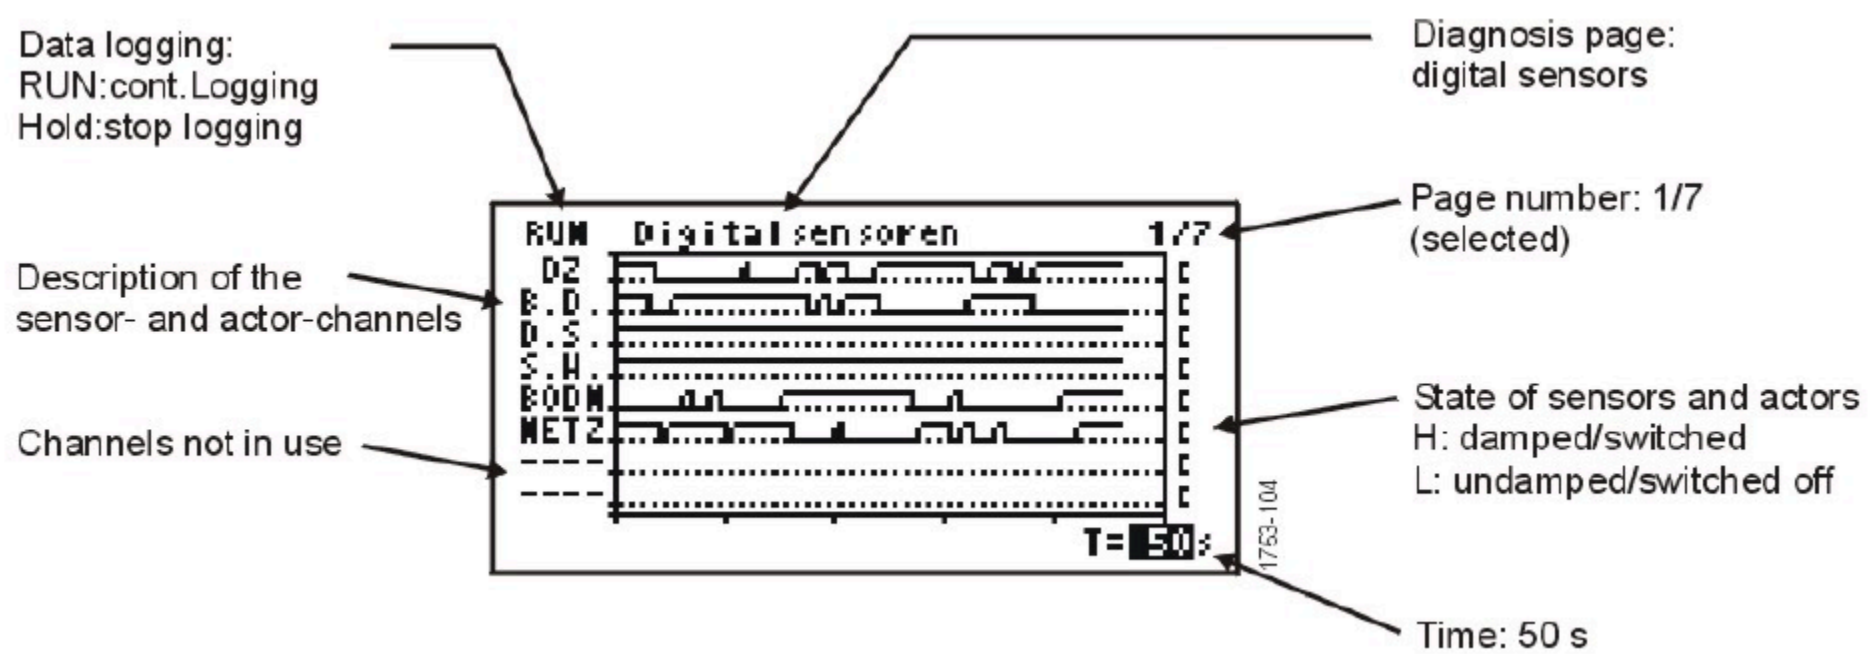 Data logging:
RUN:cont.Logging
Hold:stop logging
Diagnosis page:
digital sensors
Page number: 1/7
(selected)
Description of the
sensor- and actor-channels
Channels not in use
RUN Digitalsensoren 1/7
DZ
B.D.
D.S.
S.W.
BODN
NETZ
----
----
T= 50s
State of sensors and actors
H: damped/switched
L: undamped/switched off
1753-104
Time: 50 s